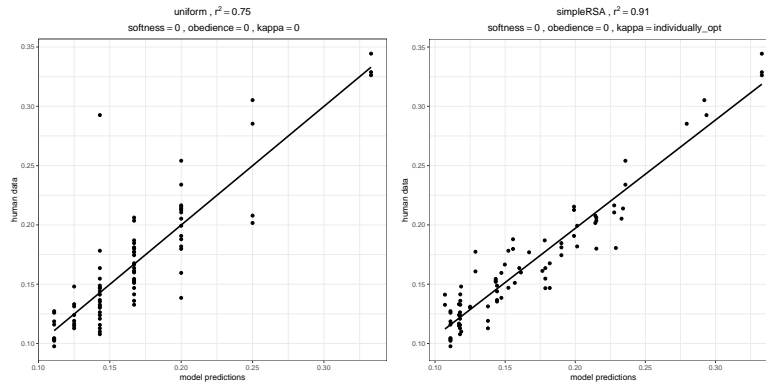 uniform , r² = 0.75
softness = 0 , obedience = 0 , kappa = 0
0.35
0.30
0.25
0.20
0.15
0.10
human data
0.10
0.15
0.20
0.25
0.30
model predictions
simpleRSA , r² = 0.91
softness = 0 , obedience = 0 , kappa = individually_opt
0.35
0.30
0.25
0.20
0.15
0.10
human data
0.10
0.15
0.20
0.25
0.30
model predictions